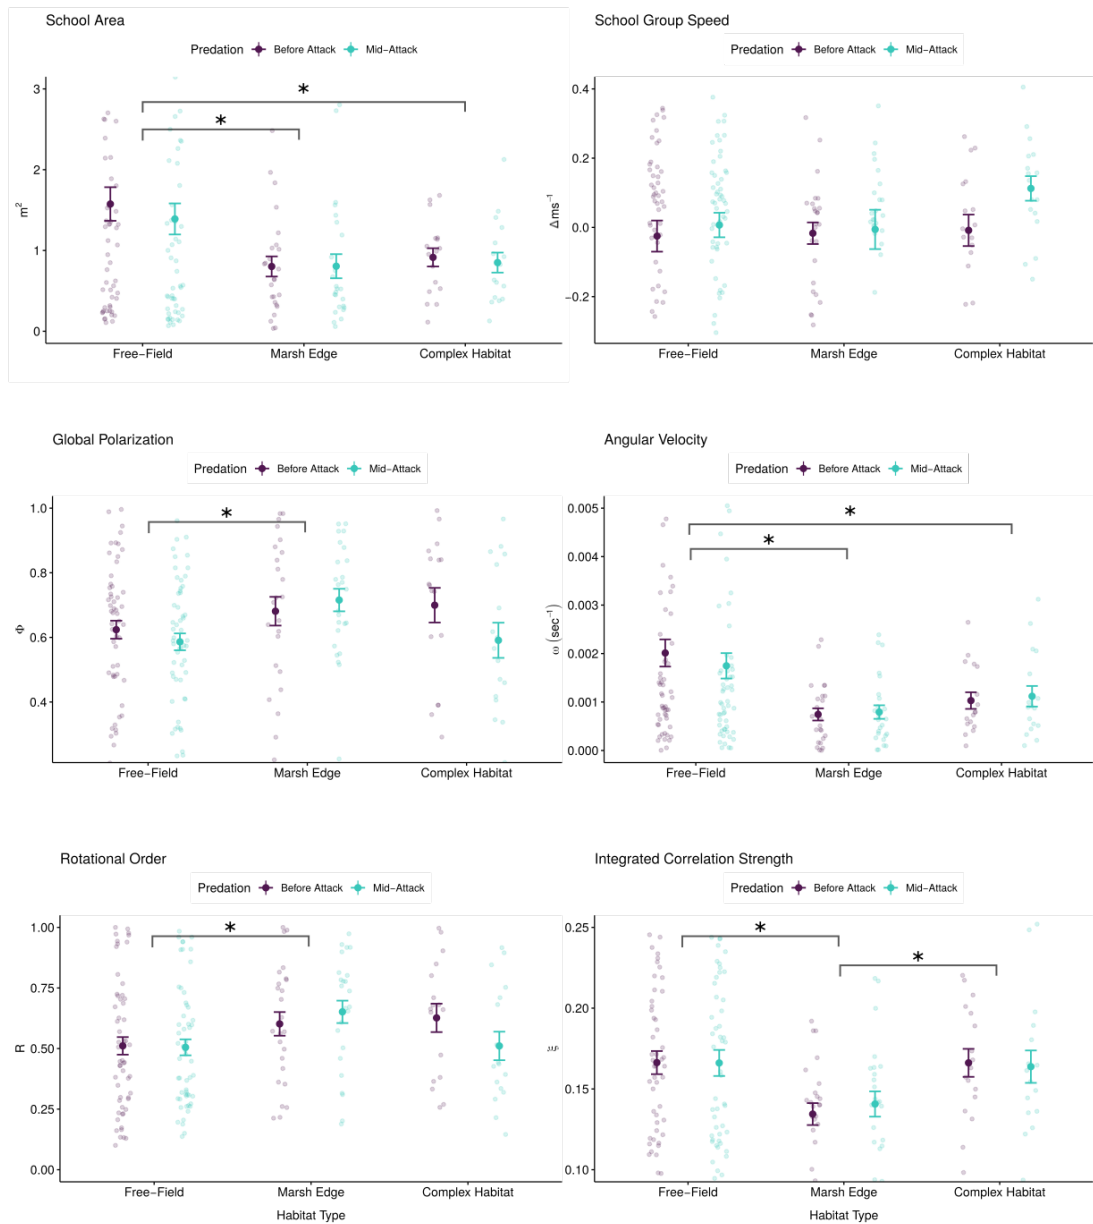 School Area
Predation Before Attack Mid-Attack
3
2
1
0
m²
* *
Free-Field Marsh Edge Complex Habitat
School Group Speed
Predation Before Attack Mid-Attack
0.4
0.2
0.0
-0.2
Δms⁻¹
Free-Field Marsh Edge Complex Habitat
Global Polarization
Predation Before Attack Mid-Attack
1.0
0.8
0.6
0.4
Φ
*
Free-Field Marsh Edge Complex Habitat
Angular Velocity
Predation Before Attack Mid-Attack
0.005
0.004
0.003
0.002
0.001
0.000
ω (sec⁻¹)
* *
Free-Field Marsh Edge Complex Habitat
Rotational Order
Predation Before Attack Mid-Attack
1.00
0.75
0.50
0.25
0.00
R
*
Free-Field Marsh Edge Complex Habitat
Habitat Type
Integrated Correlation Strength
Predation Before Attack Mid-Attack
0.25
0.20
0.15
0.10
ξ
* *
Free-Field Marsh Edge Complex Habitat
Habitat Type